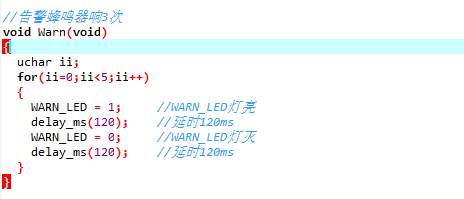 //告警蜂鸣器响3次
void Warn(void)
{
  uchar ii;
  for(ii=0;ii<5;ii++)
  {
    WARN_LED = 1;     //WARN_LED灯亮
    delay_ms(120);    //延时120ms
    WARN_LED = 0;     //WARN_LED灯灭
    delay_ms(120);    //延时120ms
  }
}